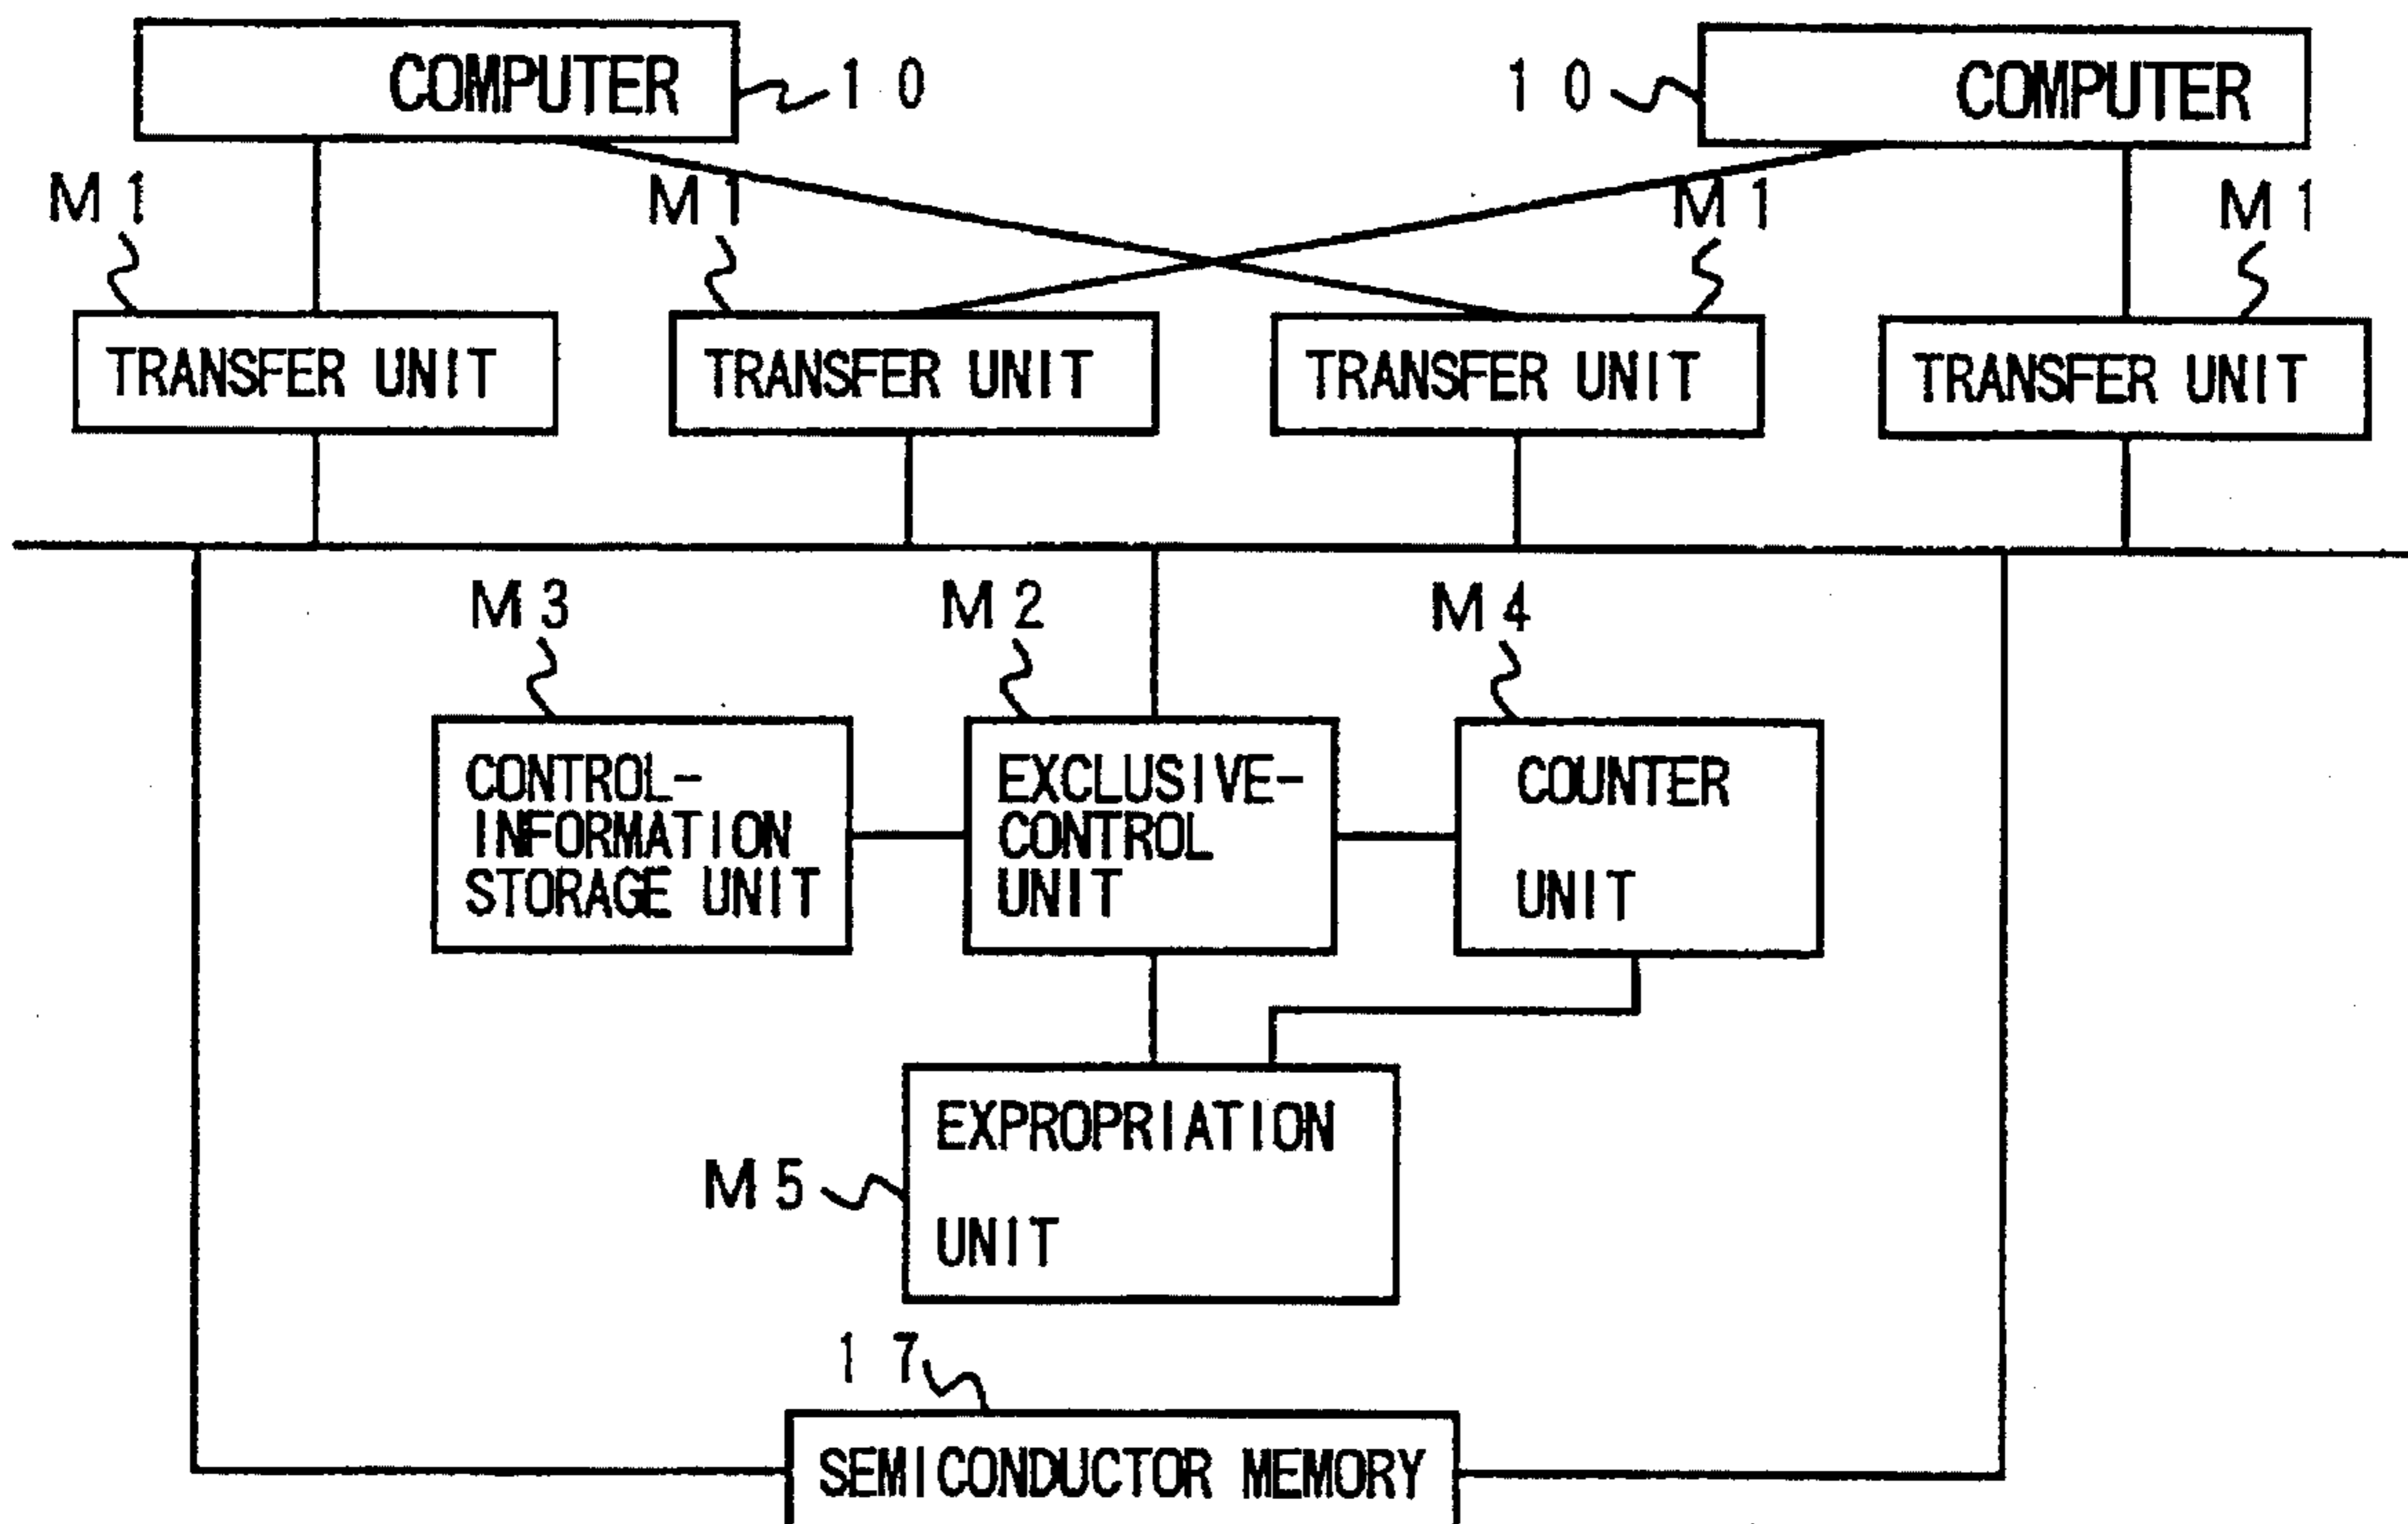 COMPUTER
10
10
COMPUTER
M1
M1
M1
M1
TRANSFER UNIT
TRANSFER UNIT
TRANSFER UNIT
TRANSFER UNIT
M3
M2
M4
CONTROL-
INFORMATION
STORAGE UNIT
EXCLUSIVE-
CONTROL
UNIT
COUNTER
UNIT
EXPROPRIATION
UNIT
M5
17
SEMICONDUCTOR MEMORY